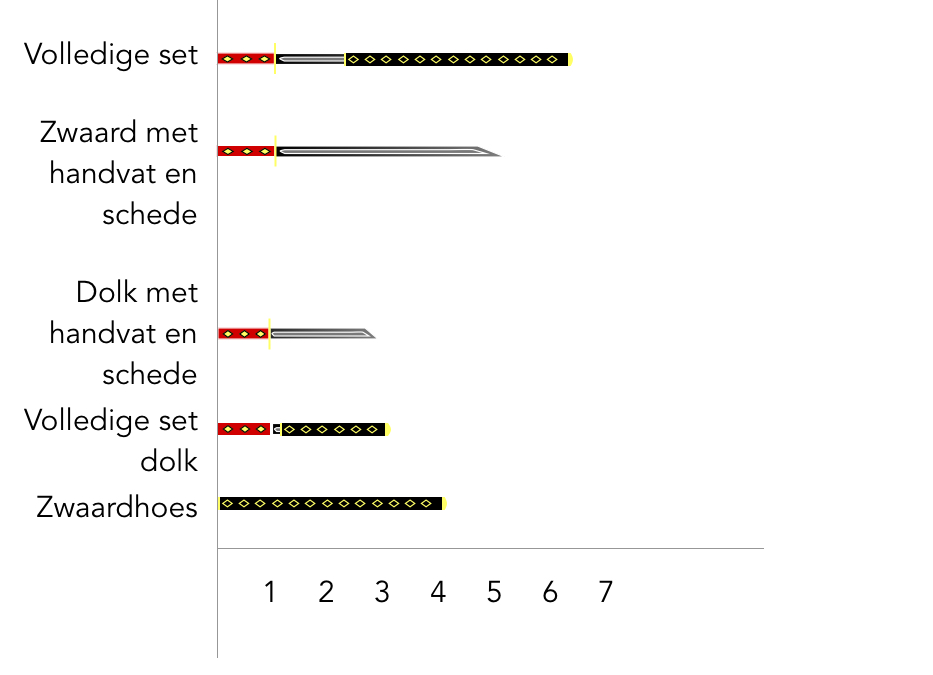 Volledige set
Zwaard met
handvat en
schede
Dolk met
handvat en
schede
Volledige set
dolk
Zwaardhoes
1 2 3 4 5 6 7